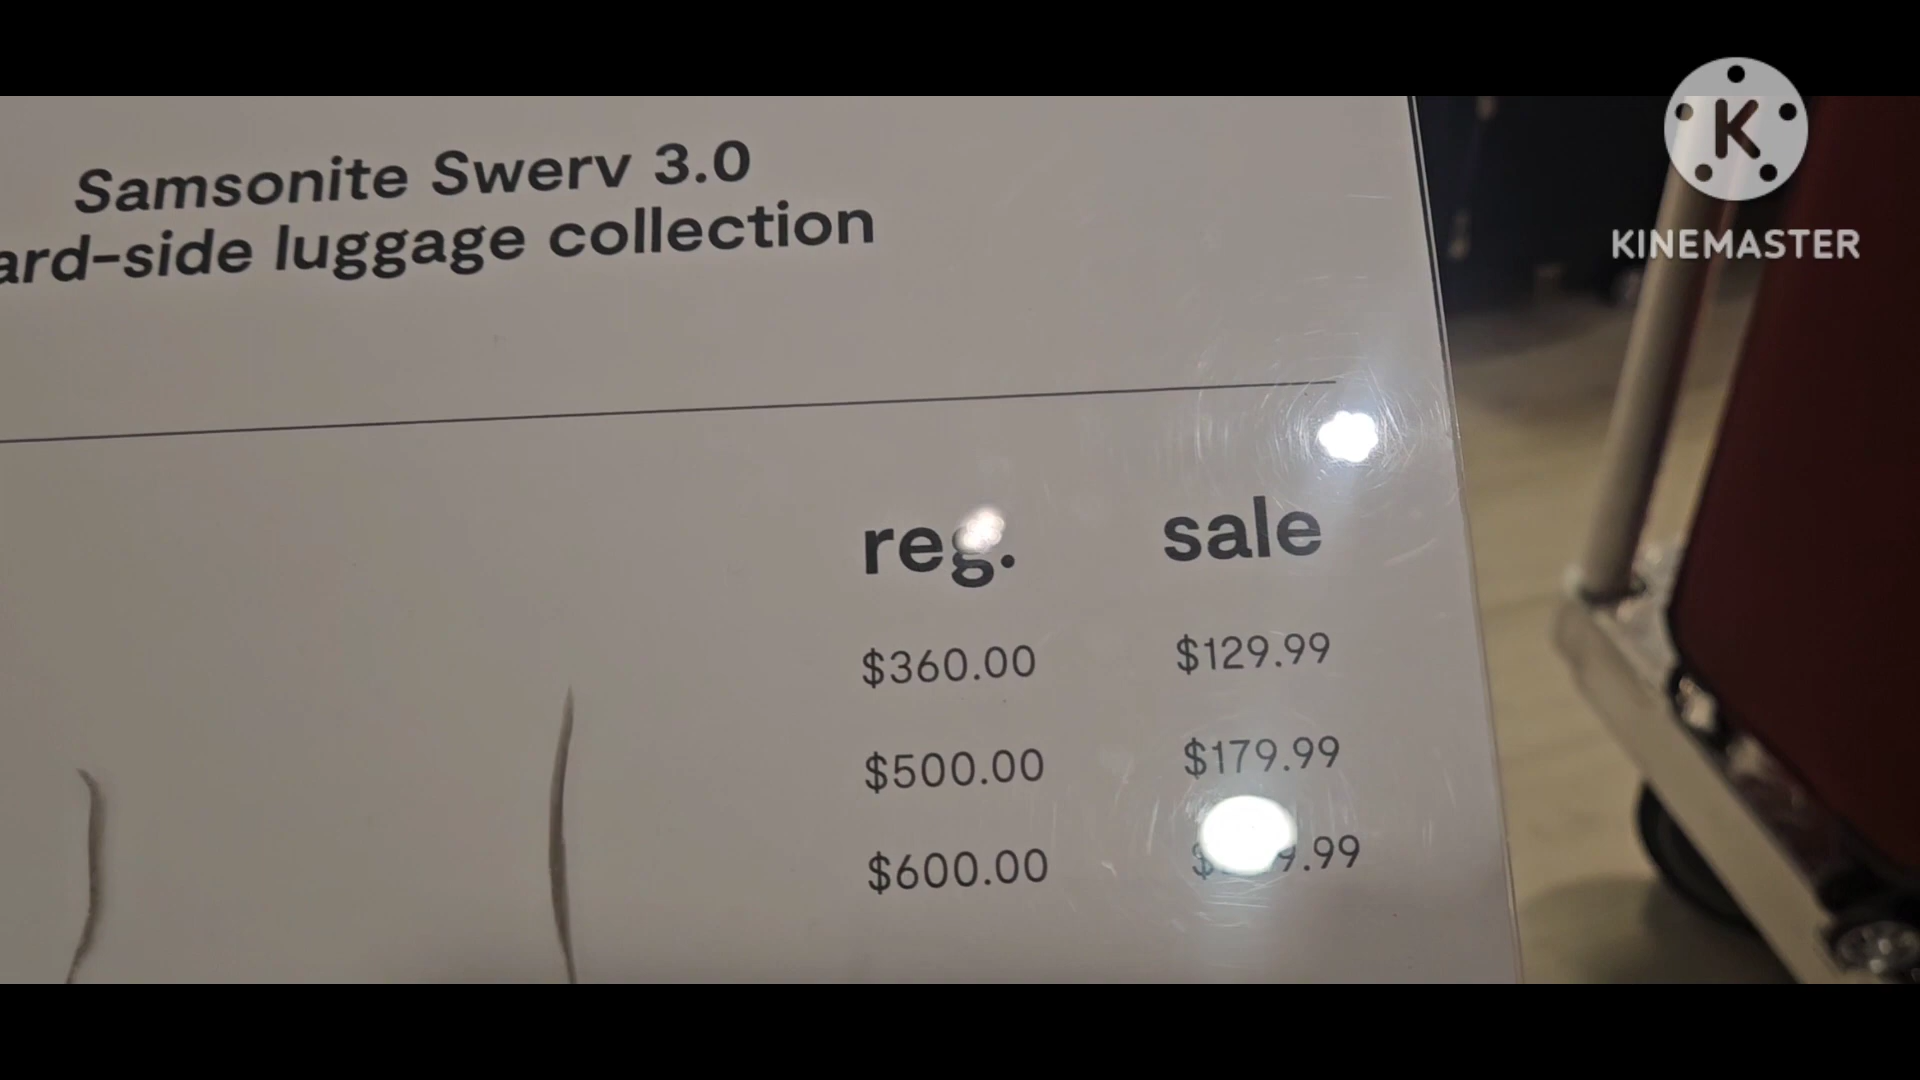 Samsonite Swerv 3.0
ard-side luggage collection
reg. sale
$360.00 $129.99
$500.00 $179.99
$600.00
K
KINEMASTER